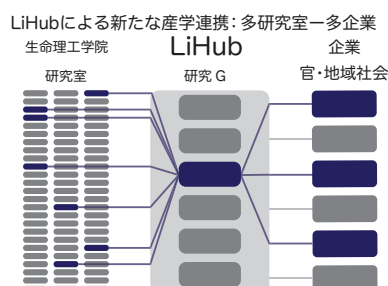 LiHubによる新たな産学連携：多研究室ー多企業
生命理工学院
LiHub
企業
研究室
研究 G
官・地域社会